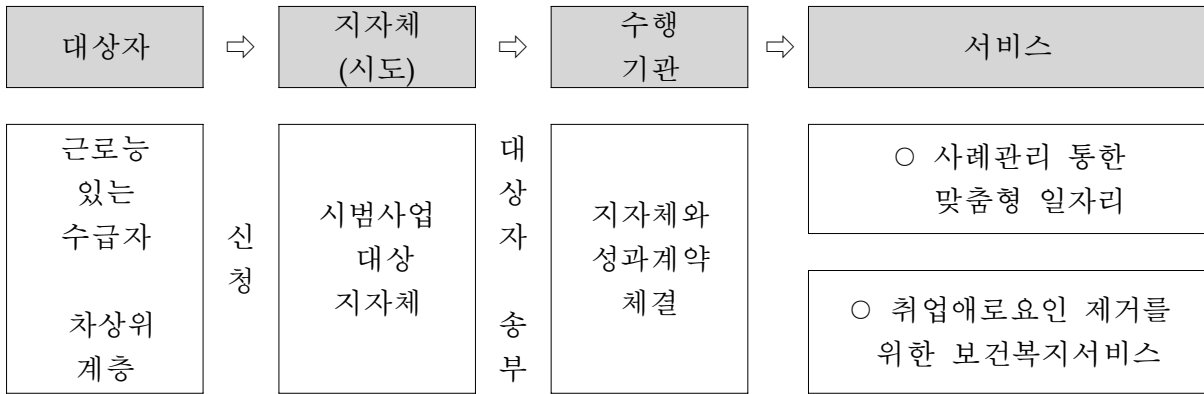 대상자 ⇨ 지자체 (시도) ⇨ 수행 기관 ⇨ 서비스
근로능
있는
수급자
차상위
계층
신
청
시범사업
대상
지자체
대
상
자
송
부
지자체와
성과계약
체결
○ 사례관리 통한
맞춤형 일자리
○ 취업애로요인 제거를
위한 보건복지서비스